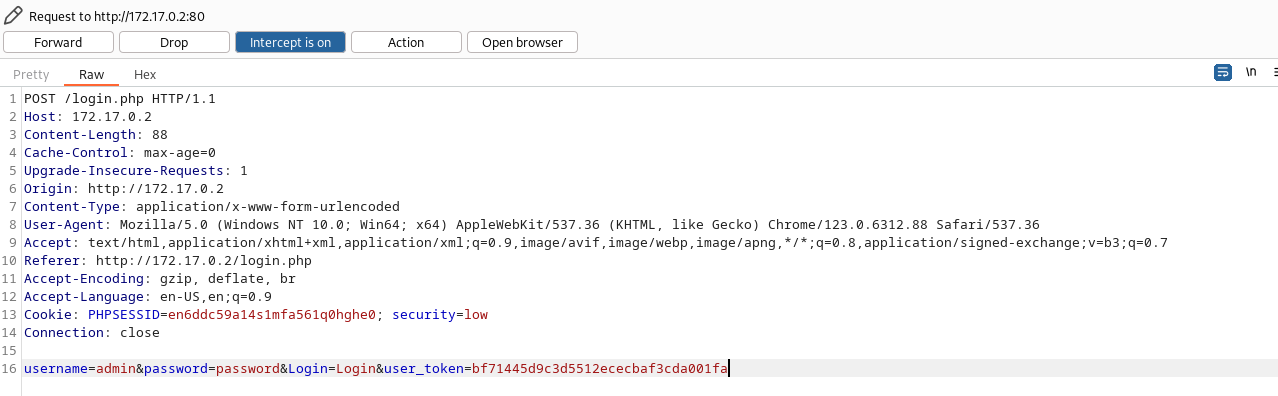 Request to http://172.17.0.2:80
Forward Drop Intercept is on Action Open browser
Pretty Raw Hex \n
1 POST /login.php HTTP/1.1
2 Host: 172.17.0.2
3 Content-Length: 88
4 Cache-Control: max-age=0
5 Upgrade-Insecure-Requests: 1
6 Origin: http://172.17.0.2
7 Content-Type: application/x-www-form-urlencoded
8 User-Agent: Mozilla/5.0 (Windows NT 10.0; Win64; x64) AppleWebKit/537.36 (KHTML, like Gecko) Chrome/123.0.6312.88 Safari/537.36
9 Accept: text/html,application/xhtml+xml,application/xml;q=0.9,image/avif,image/webp,image/apng,*/*;q=0.8,application/signed-exchange;v=b3;q=0.7
10 Referer: http://172.17.0.2/login.php
11 Accept-Encoding: gzip, deflate, br
12 Accept-Language: en-US,en;q=0.9
13 Cookie: PHPSESSID=en6ddc59a14s1mfa561q0hghe0; security=low
14 Connection: close
15
16 username=admin&password=password&Login=Login&user_token=bf71445d9c3d5512ececbaf3cda001fa